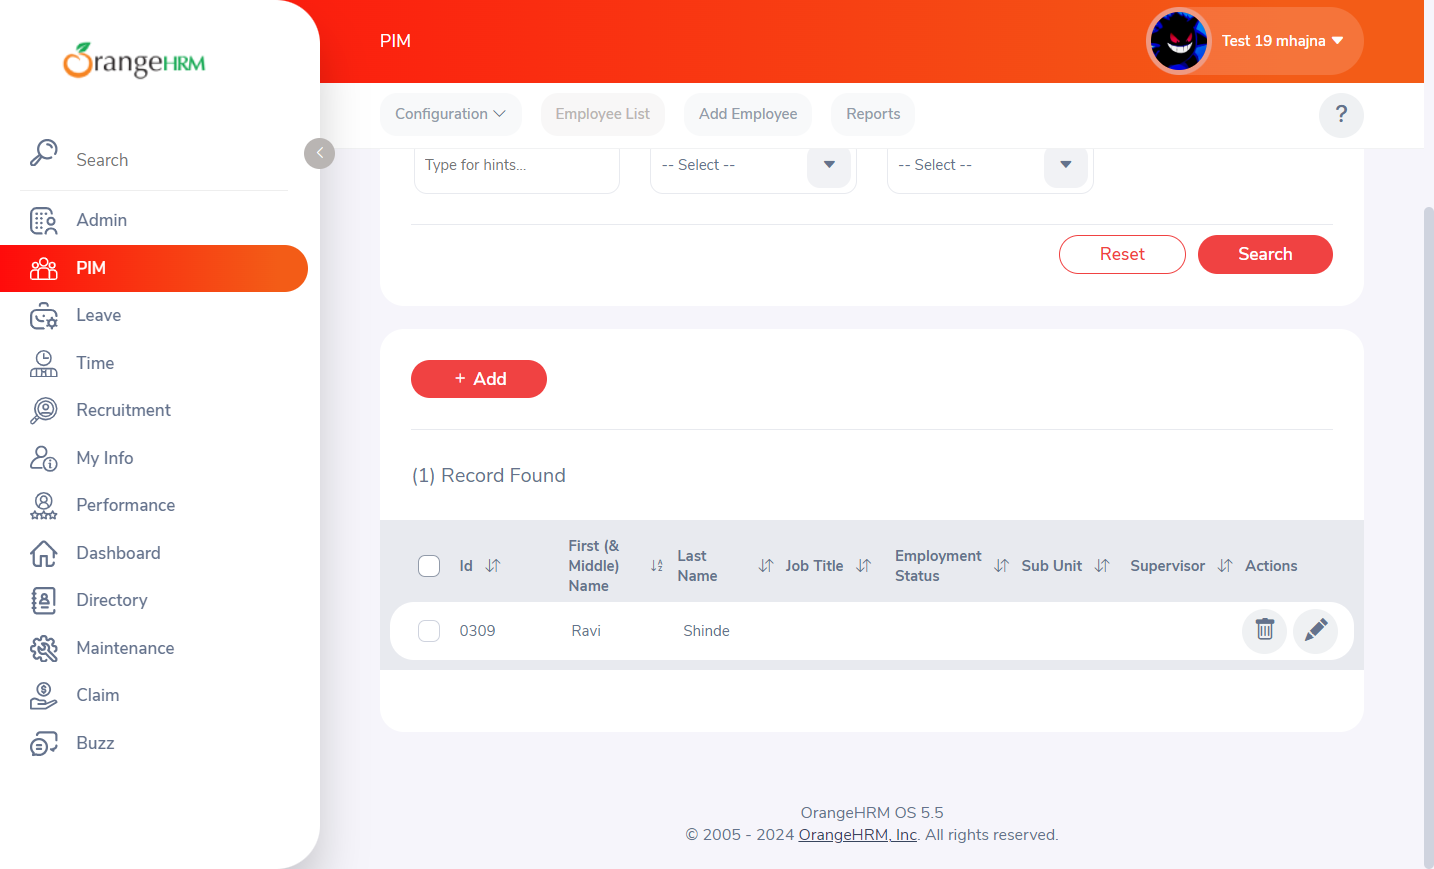 OrangeHRM
Search
Admin
PIM
Leave
Time
Recruitment
My Info
Performance
Dashboard
Directory
Maintenance
Claim
Buzz
PIM
Test 19 mhajna
Configuration
Employee List
Add Employee
Reports
?
Type for hints...
-- Select --
-- Select --
Reset
Search
+ Add
(1) Record Found
Id
First (&
Middle)
Name
Last
Name
Job Title
Employment
Status
Sub Unit
Supervisor
Actions
0309
Ravi
Shinde
OrangeHRM OS 5.5
© 2005 - 2024 OrangeHRM, Inc. All rights reserved.